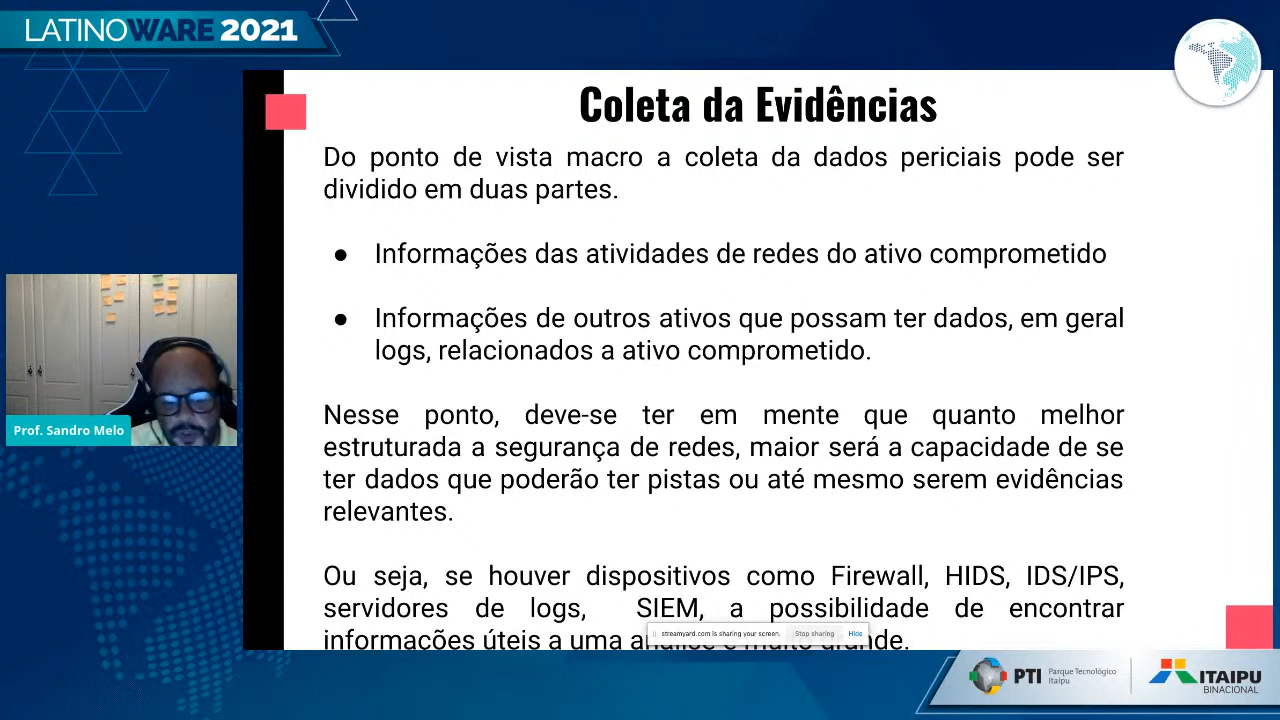 LATINOWARE 2021
Coleta da Evidências
Do ponto de vista macro a coleta da dados periciais pode ser
dividido em duas partes.
● Informações das atividades de redes do ativo comprometido
● Informações de outros ativos que possam ter dados, em geral
logs, relacionados a ativo comprometido.
Nesse ponto, deve-se ter em mente que quanto melhor
estruturada a segurança de redes, maior será a capacidade de se
ter dados que poderão ter pistas ou até mesmo serem evidências
relevantes.
Ou seja, se houver dispositivos como Firewall, HIDS, IDS/IPS,
servidores de logs, SIEM, a possibilidade de encontrar
informações úteis a uma
streamyard.com is sharing your screen. Stop sharing Hide
Prof. Sandro Melo
PTI Parque Tecnológico
Itaipu
ITAIPU
BINACIONAL